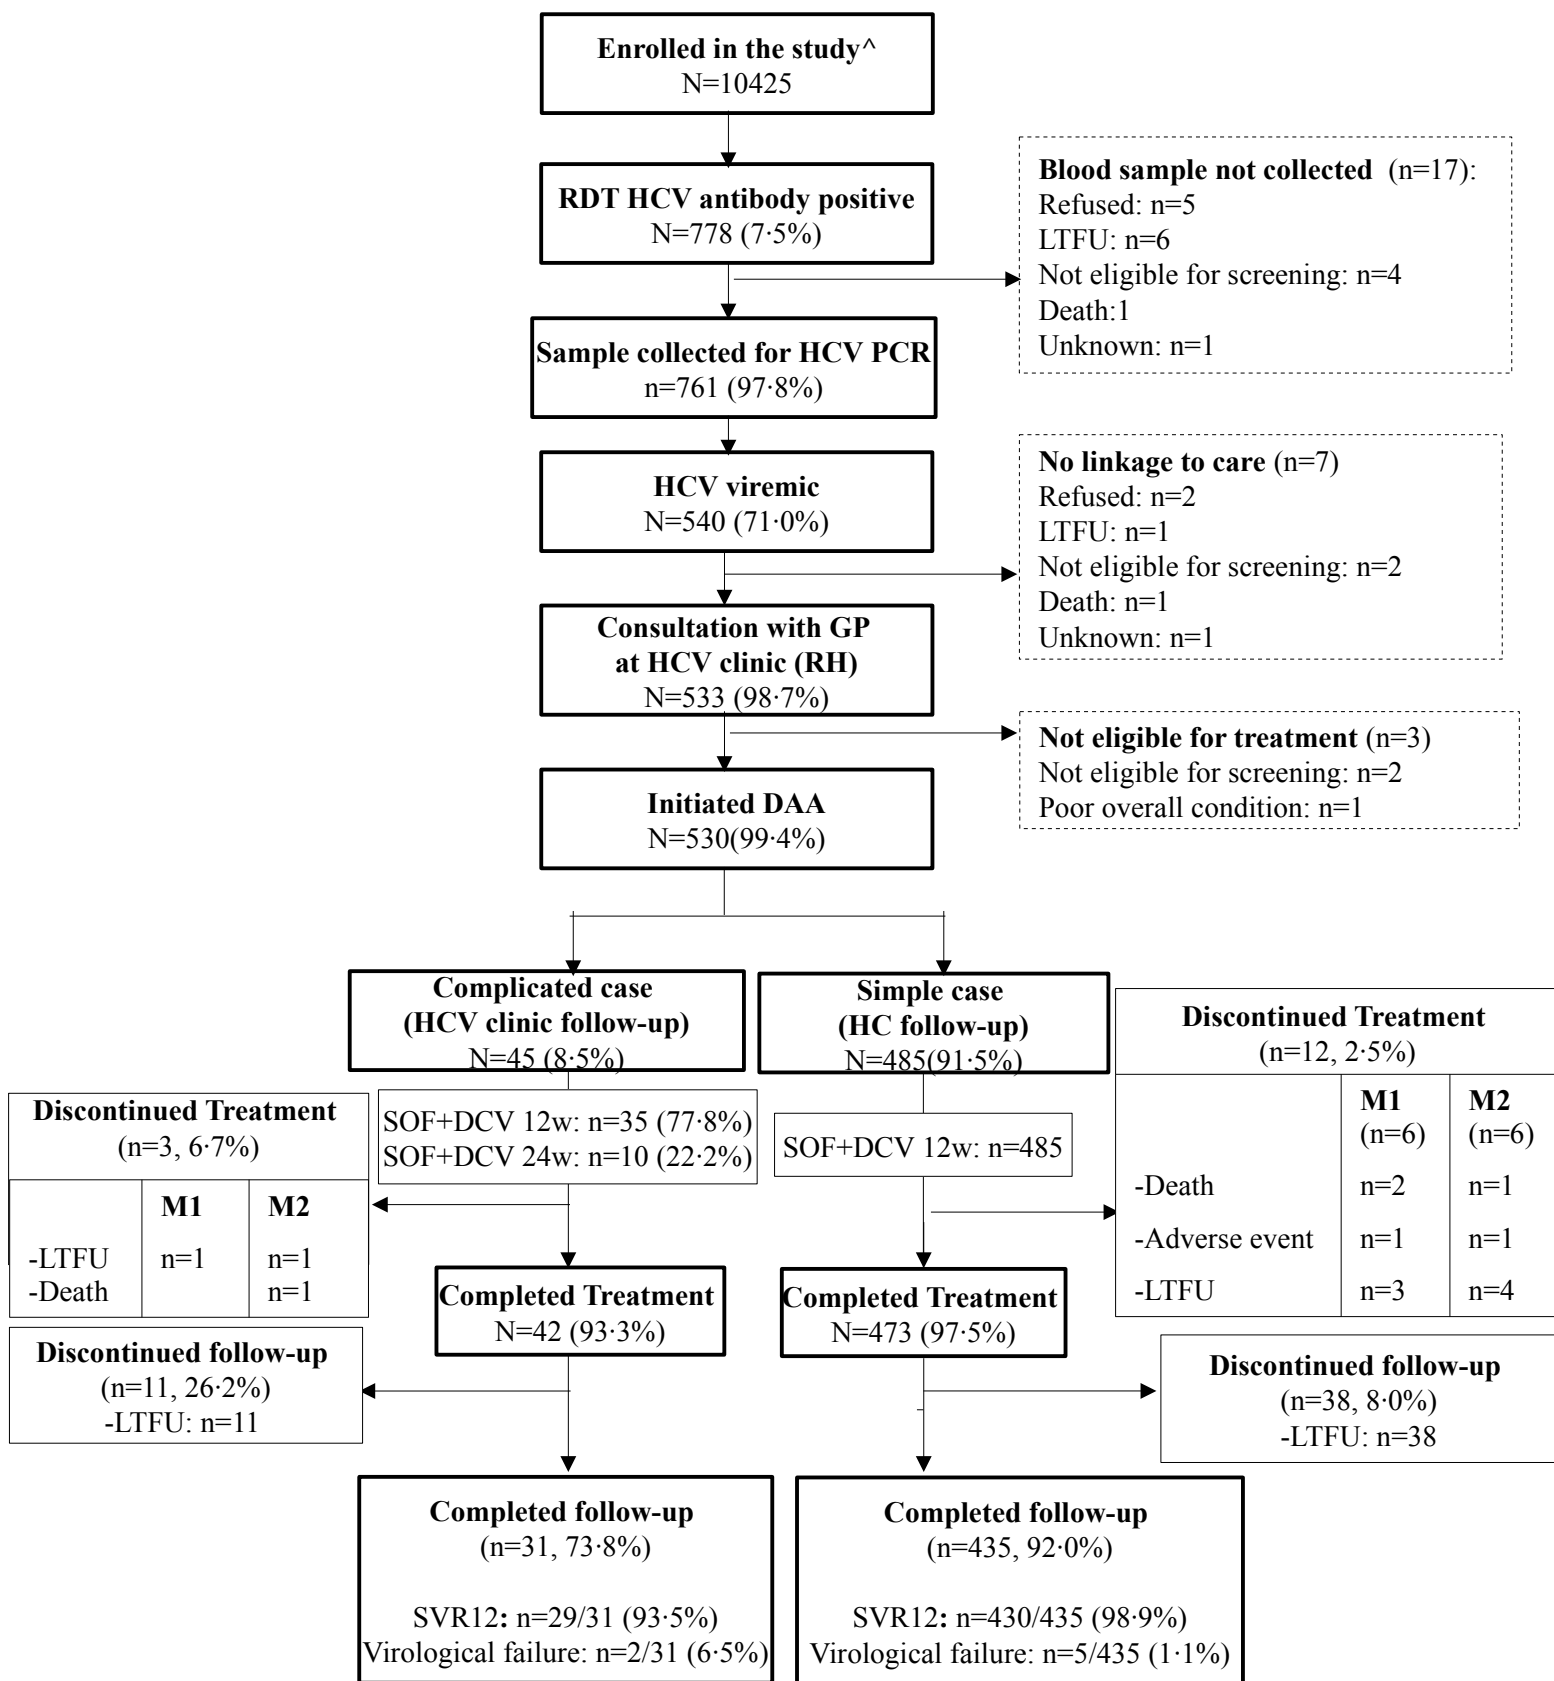 Enrolled in the study^
N=10425
RDT HCV antibody positive
N=778 (7·5%)
Blood sample not collected (n=17):
Refused: n=5
LTFU: n=6
Not eligible for screening: n=4
Death:1
Unknown: n=1
Sample collected for HCV PCR
n=761 (97·8%)
HCV viremic
N=540 (71·0%)
No linkage to care (n=7)
Refused: n=2
LTFU: n=1
Not eligible for screening: n=2
Death: n=1
Unknown: n=1
Consultation with GP
at HCV clinic (RH)
N=533 (98·7%)
Not eligible for treatment (n=3)
Not eligible for screening: n=2
Poor overall condition: n=1
Initiated DAA
N=530(99·4%)
Complicated case
(HCV clinic follow-up)
N=45 (8·5%)
Simple case
(HC follow-up)
N=485(91·5%)
SOF+DCV 12w: n=35 (77·8%)
SOF+DCV 24w: n=10 (22·2%)
SOF+DCV 12w: n=485
Discontinued Treatment
(n=3, 6·7%)
M1 M2
-LTFU n=1 n=1
-Death n=1
Discontinued Treatment
(n=12, 2·5%)
M1 M2
(n=6) (n=6)
-Death n=2 n=1
-Adverse event n=1 n=1
-LTFU n=3 n=4
Completed Treatment
N=42 (93·3%)
Completed Treatment
N=473 (97·5%)
Discontinued follow-up
(n=11, 26·2%)
-LTFU: n=11
Discontinued follow-up
(n=38, 8·0%)
-LTFU: n=38
Completed follow-up
(n=31, 73·8%)
SVR12: n=29/31 (93·5%)
Virological failure: n=2/31 (6·5%)
Completed follow-up
(n=435, 92·0%)
SVR12: n=430/435 (98·9%)
Virological failure: n=5/435 (1·1%)